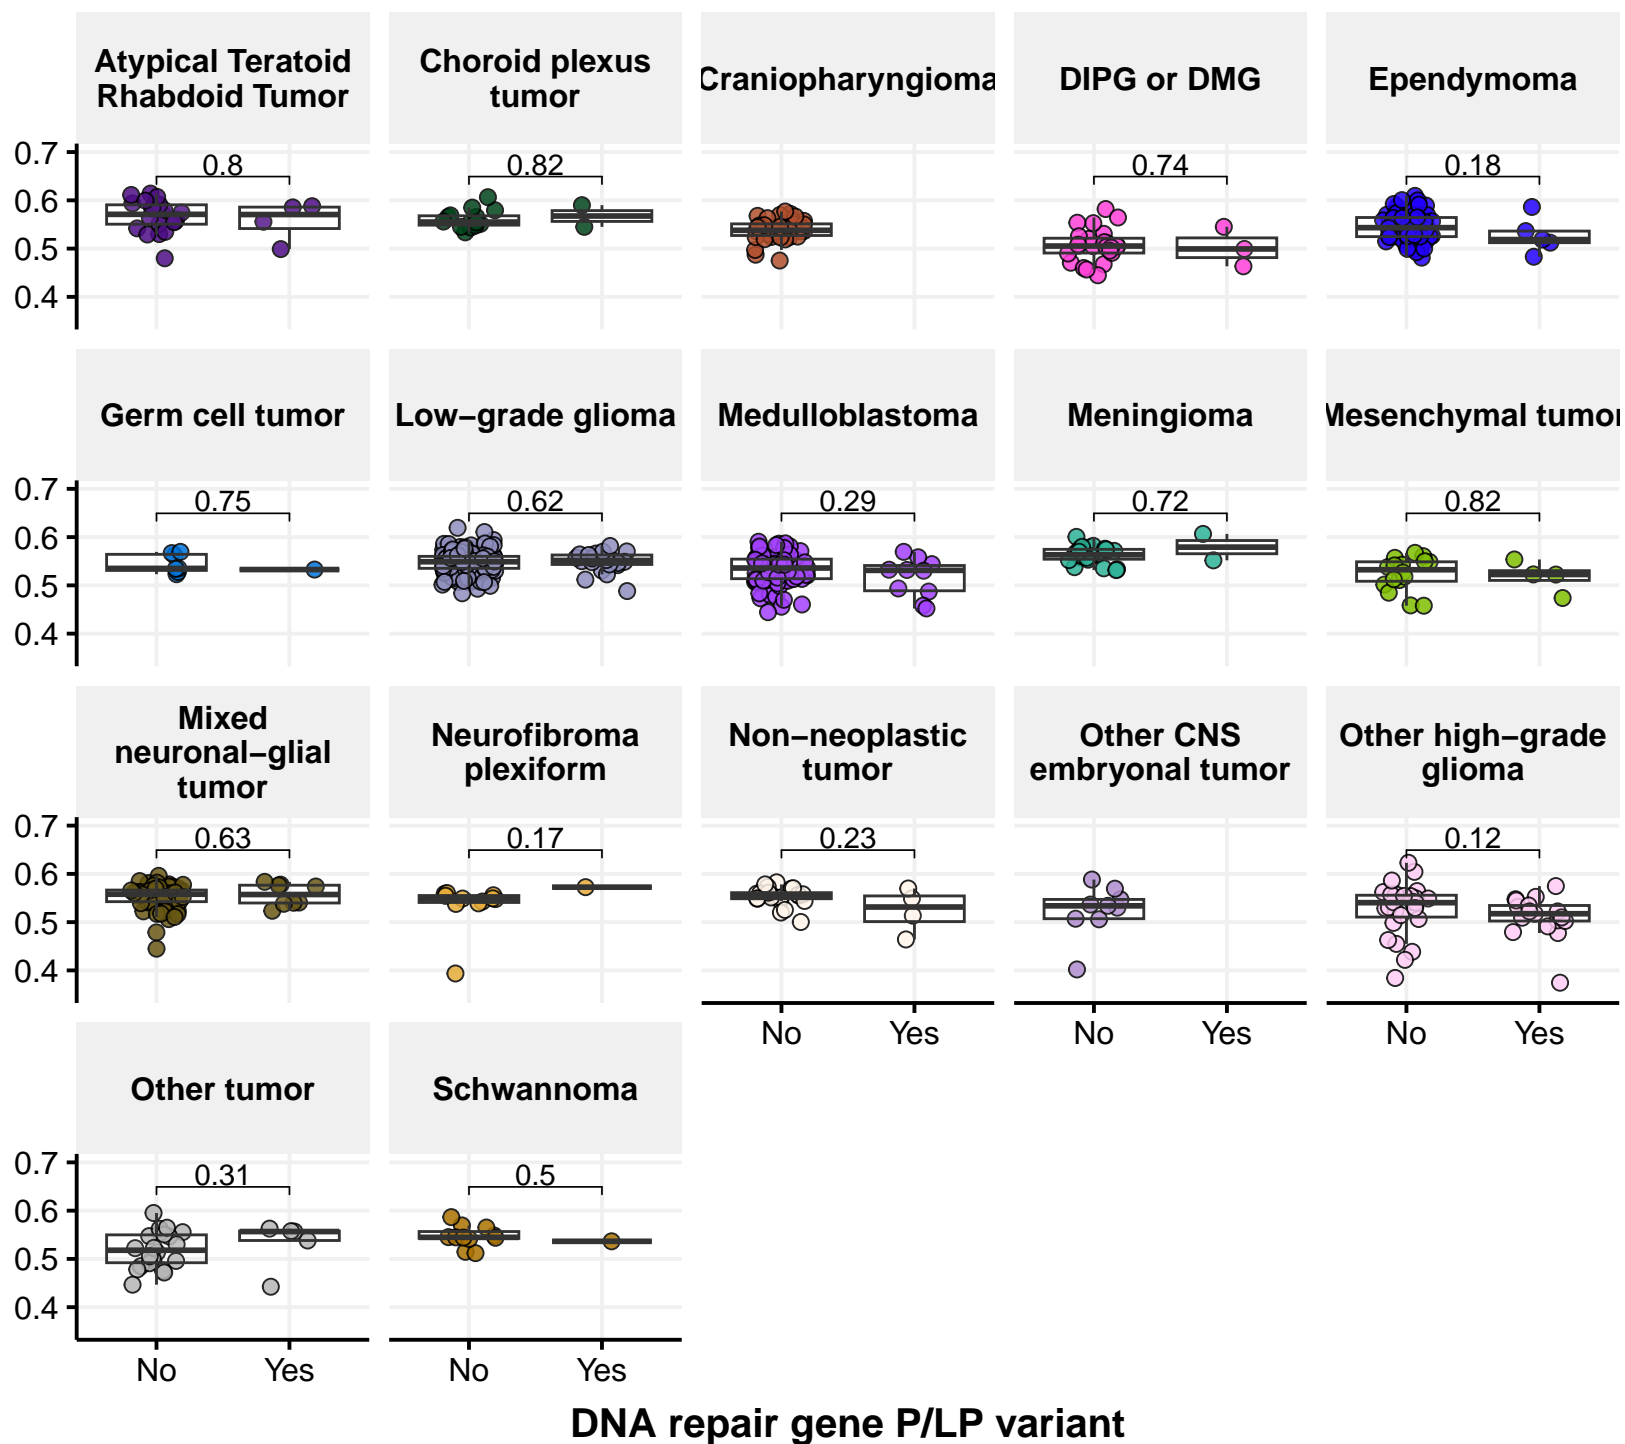 Atypical Teratoid
Rhabdoid Tumor
Choroid plexus
tumor
Craniopharyngioma
DIPG or DMG
Ependymoma
0.7
0.6
0.5
0.4
0.8
0.82
0.74
0.18
Germ cell tumor
Low–grade glioma
Medulloblastoma
Meningioma
Mesenchymal tumor
0.7
0.6
0.5
0.4
0.75
0.62
0.29
0.72
0.82
Mixed
neuronal–glial
tumor
Neurofibroma
plexiform
Non–neoplastic
tumor
Other CNS
embryonal tumor
Other high–grade
glioma
0.7
0.6
0.5
0.4
0.63
0.17
0.23
0.12
No
Yes
No
Yes
No
Yes
Other tumor
Schwannoma
0.7
0.6
0.5
0.4
0.31
0.5
No
Yes
No
Yes
DNA repair gene P/LP variant